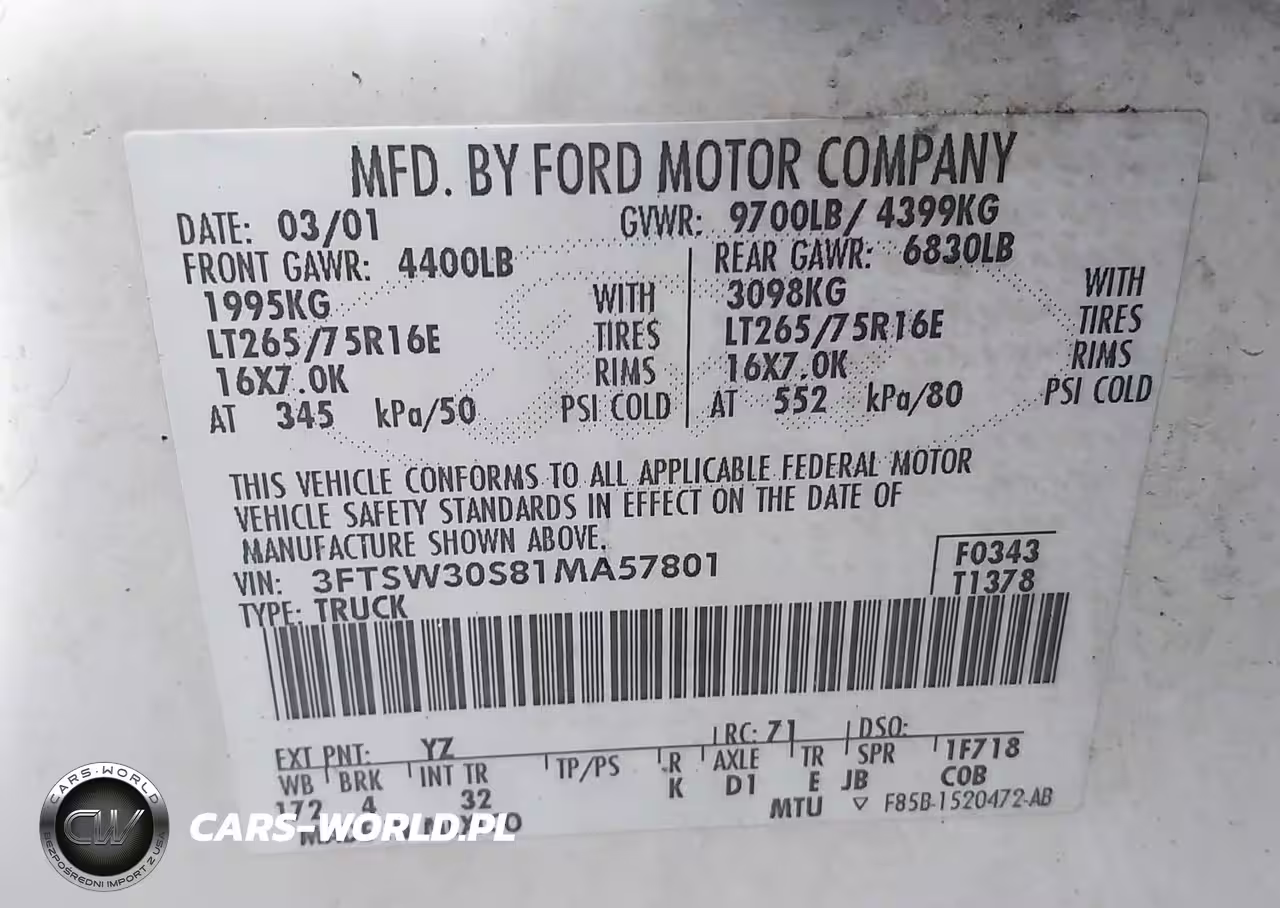 MFD. BY FORD MOTOR COMPANY
DATE: 03/01 GVWR: 9700LB/ 4399KG
FRONT GAWR: 4400LB REAR GAWR: 6830LB
1995KG WITH 3098KG WITH
LT265/75R16E TIRES LT265/75R16E TIRES
16X7.0K RIMS 16X7.0K RIMS
AT 345 kPa/50 PSI COLD AT 552 kPa/80 PSI COLD
THIS VEHICLE CONFORMS TO ALL APPLICABLE FEDERAL MOTOR
VEHICLE SAFETY STANDARDS IN EFFECT ON THE DATE OF
MANUFACTURE SHOWN ABOVE.
VIN: 3FTSW30S81MA57801 F0343
TYPE: TRUCK T1378
EXT PNT: YZ RC: 71 DSO:
WB BRK INT TR TP/PS R AXLE TR SPR 1F718
172 4 32 K D1 E JB COB
MTU ▽ F85B-1520472-AB
CARS-WORLD
CW
BEZPOŚREDNI IMPORT Z USA
CARS-WORLD.PL